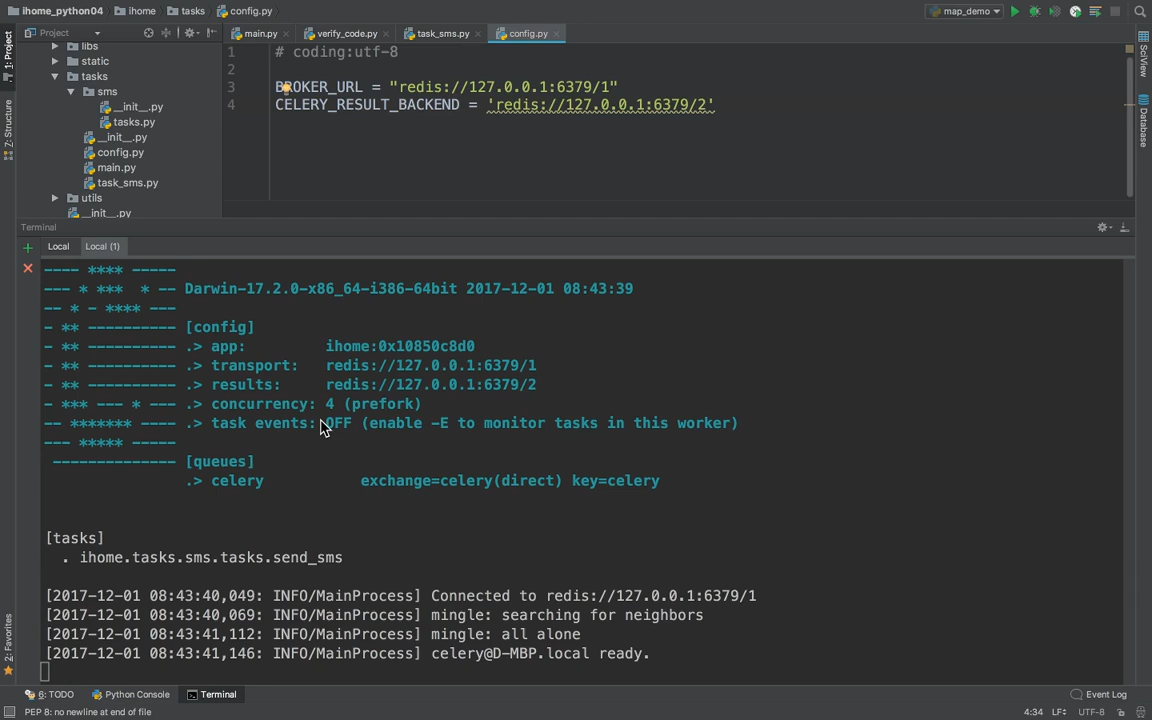 ihome_python04 ihome tasks config.py map_demo
1: Project
Project
main.py verify_code.py task_sms.py config.py
libs
static
tasks
sms
__init__.py
tasks.py
__init__.py
config.py
main.py
task_sms.py
utils
__init__.py
1 # coding:utf-8
2
3 BROKER_URL = "redis://127.0.0.1:6379/1"
4 CELERY_RESULT_BACKEND = 'redis://127.0.0.1:6379/2'
SciView
Database
7: Structure
2: Favorites
Terminal
Local Local (1)
---- **** -----
--- * ***  * -- Darwin-17.2.0-x86_64-i386-64bit 2017-12-01 08:43:39
-- * - **** ---
- ** ---------- [config]
- ** ---------- .> app:         ihome:0x10850c8d0
- ** ---------- .> transport:   redis://127.0.0.1:6379/1
- ** ---------- .> results:     redis://127.0.0.1:6379/2
- *** --- * --- .> concurrency: 4 (prefork)
-- ******* ---- .> task events: OFF (enable -E to monitor tasks in this worker)
--- ***** -----
-------------- [queues]
.> celery           exchange=celery(direct) key=celery
[tasks]
. ihome.tasks.sms.tasks.send_sms
[2017-12-01 08:43:40,049: INFO/MainProcess] Connected to redis://127.0.0.1:6379/1
[2017-12-01 08:43:40,069: INFO/MainProcess] mingle: searching for neighbors
[2017-12-01 08:43:41,112: INFO/MainProcess] mingle: all alone
[2017-12-01 08:43:41,146: INFO/MainProcess] celery@D-MBP.local ready.
6: TODO Python Console Terminal Event Log
PEP 8: no newline at end of file 4:34 LF UTF-8